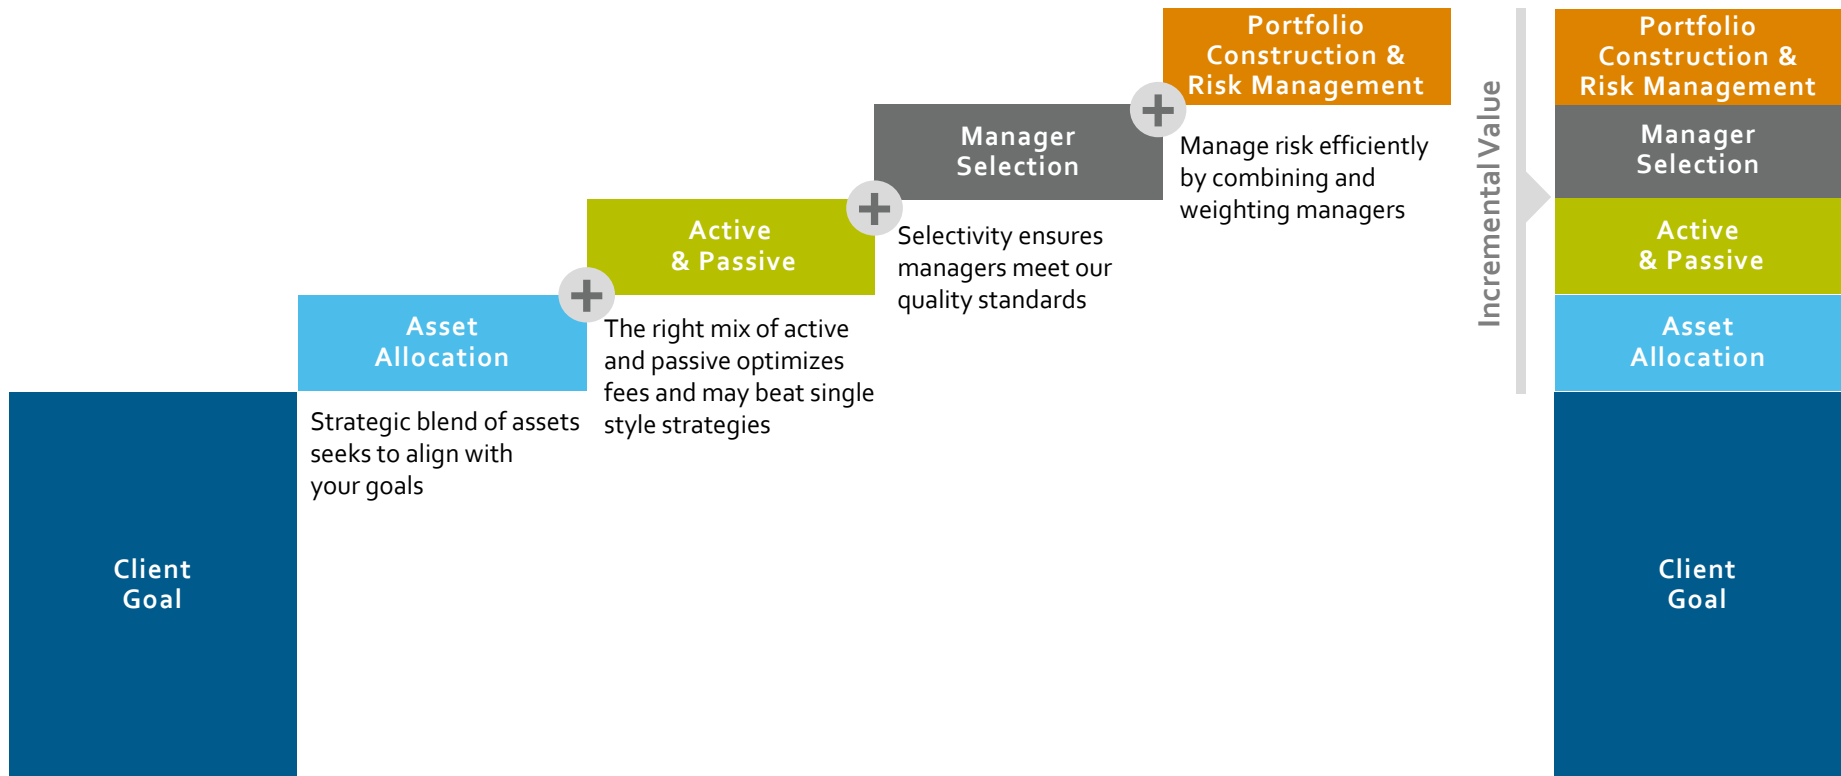 Client
Goal
Asset
Allocation
Strategic blend of assets
seeks to align with
your goals
+
Active
& Passive
The right mix of active
and passive optimizes
fees and may beat single
style strategies
+
Manager
Selection
Selectivity ensures
managers meet our
quality standards
+
Portfolio
Construction &
Risk Management
Manage risk efficiently
by combining and
weighting managers
Incremental Value
Portfolio
Construction &
Risk Management
Manager
Selection
Active
& Passive
Asset
Allocation
Client
Goal